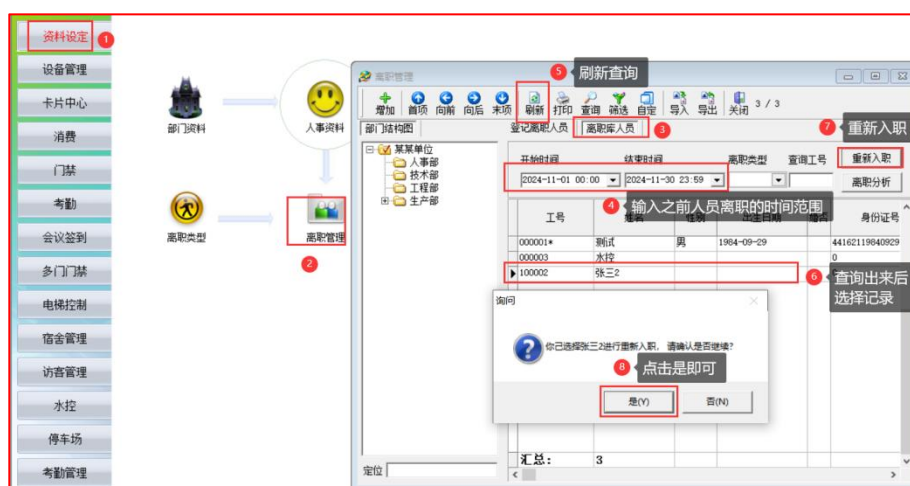 资料设定
1
设备管理
卡片中心
消费
门禁
考勤
会议签到
多门门禁
电梯控制
宿舍管理
访客管理
水控
停车场
考勤管理
部门资料
人事资料
离职类型
离职管理
2
离职管理
5 刷新查询
增加 首项 向前 向后 末项 刷新 打印 查询 筛选 自定 导入 导出 关闭 3 / 3
部门结构图
登记离职人员 离职库人员 3
7 重新入职
某某单位
人事部
技术部
工程部
生产部
开始时间 结束时间 离职类型 查询工号 重新入职
2024-11-01 00:00 2024-11-30 23:59 离职分析
4 输入之前人员离职的时间范围
工号 身份证号
000001* 测试 男 1984-09-29 44162119840929
000003 水控 0
100002 张三2
6 查询出来后
选择记录
询问
你已选择张三2进行重新入职, 请确认是否继续?
8 点击是即可
是(Y) 否(N)
汇总: 3
定位